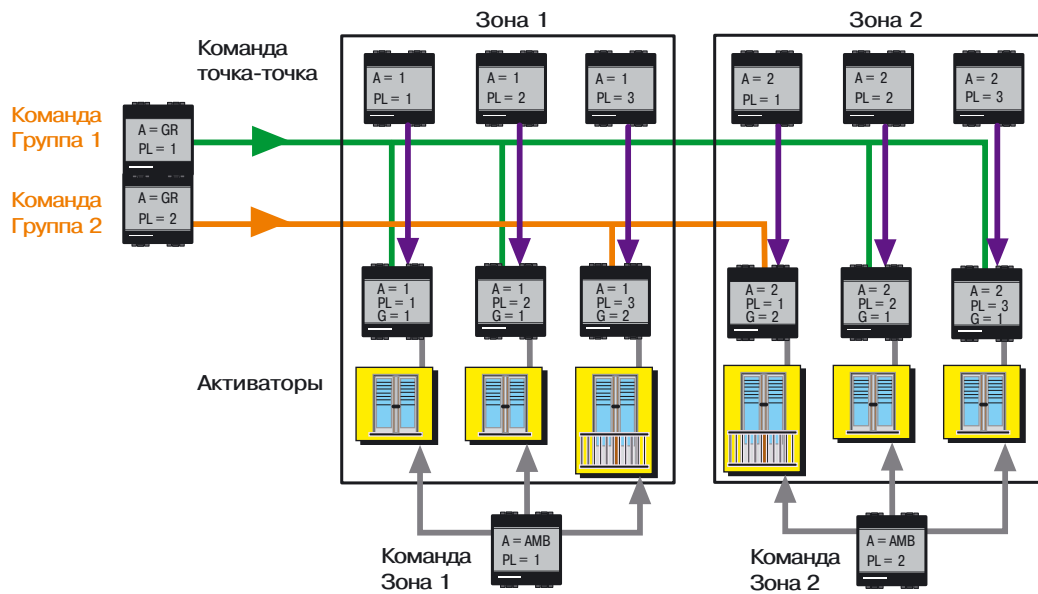 Зона 1
Зона 2
Команда
точка-точка
A = 1
PL = 1
A = 1
PL = 2
A = 1
PL = 3
A = 2
PL = 1
A = 2
PL = 2
A = 2
PL = 3
Команда
Группа 1
A = GR
PL = 1
Команда
Группа 2
A = GR
PL = 2
A = 1
PL = 1
G = 1
A = 1
PL = 2
G = 1
A = 1
PL = 3
G = 2
A = 2
PL = 1
G = 2
A = 2
PL = 2
G = 1
A = 2
PL = 3
G = 1
Активаторы
Команда
Зона 1
A = AMB
PL = 1
Команда
Зона 2
A = AMB
PL = 2